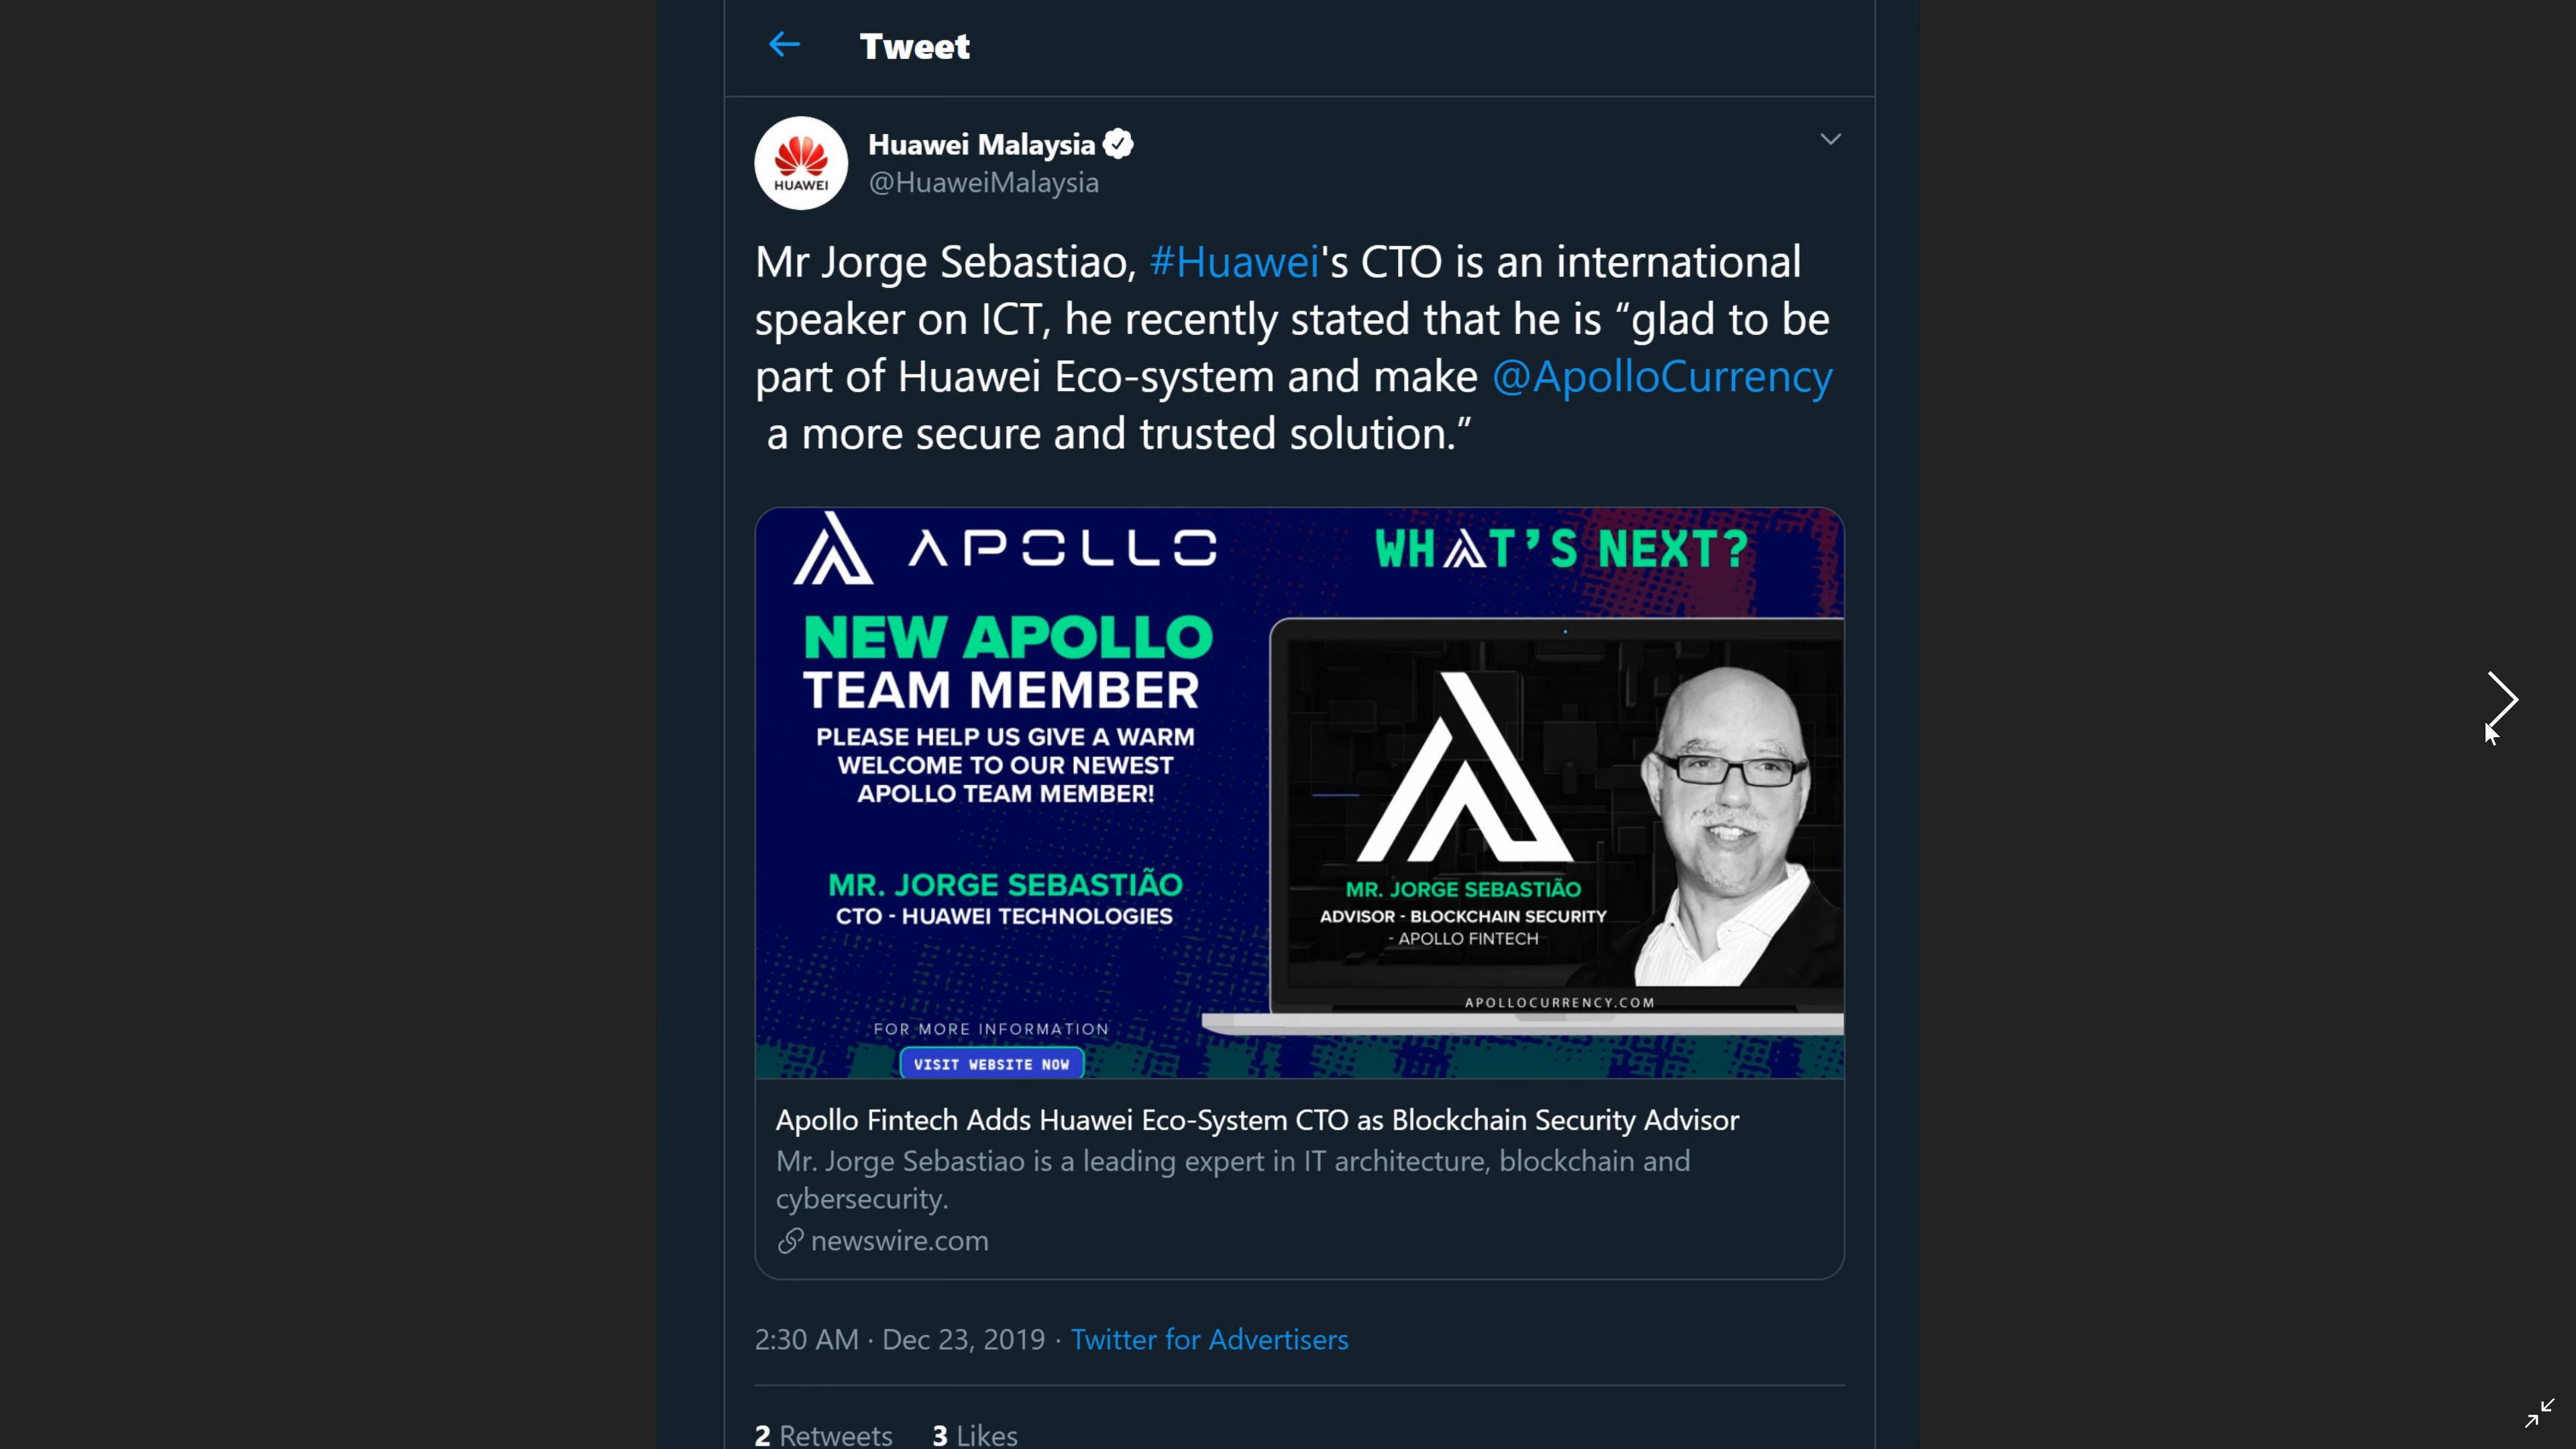 Tweet
HUAWEI
Huawei Malaysia
@HuaweiMalaysia
Mr Jorge Sebastiao, #Huawei's CTO is an international
speaker on ICT, he recently stated that he is “glad to be
part of Huawei Eco-system and make @ApolloCurrency
a more secure and trusted solution.”
APOLLO
WHAT'S NEXT?
NEW APOLLO
TEAM MEMBER
PLEASE HELP US GIVE A WARM
WELCOME TO OUR NEWEST
APOLLO TEAM MEMBER!
MR. JORGE SEBASTIÃO
CTO - HUAWEI TECHNOLOGIES
MR. JORGE SEBASTIÃO
ADVISOR - BLOCKCHAIN SECURITY
- APOLLO FINTECH
APOLLOCURRENCY.COM
FOR MORE INFORMATION
VISIT WEBSITE NOW
Apollo Fintech Adds Huawei Eco-System CTO as Blockchain Security Advisor
Mr. Jorge Sebastiao is a leading expert in IT architecture, blockchain and
cybersecurity.
newswire.com
2:30 AM · Dec 23, 2019 · Twitter for Advertisers
2 Retweets 3 Likes